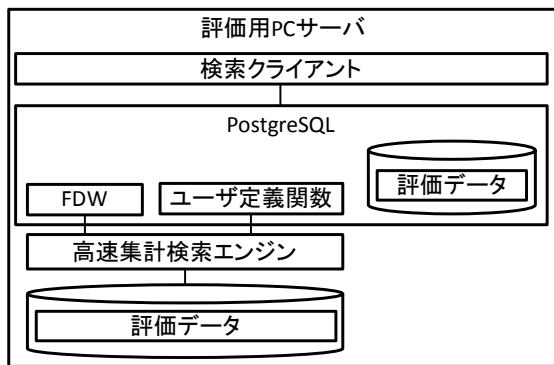 評価用PCサーバ
検索クライアント
PostgreSQL
評価データ
FDW
ユーザ定義関数
高速集計検索エンジン
評価データ